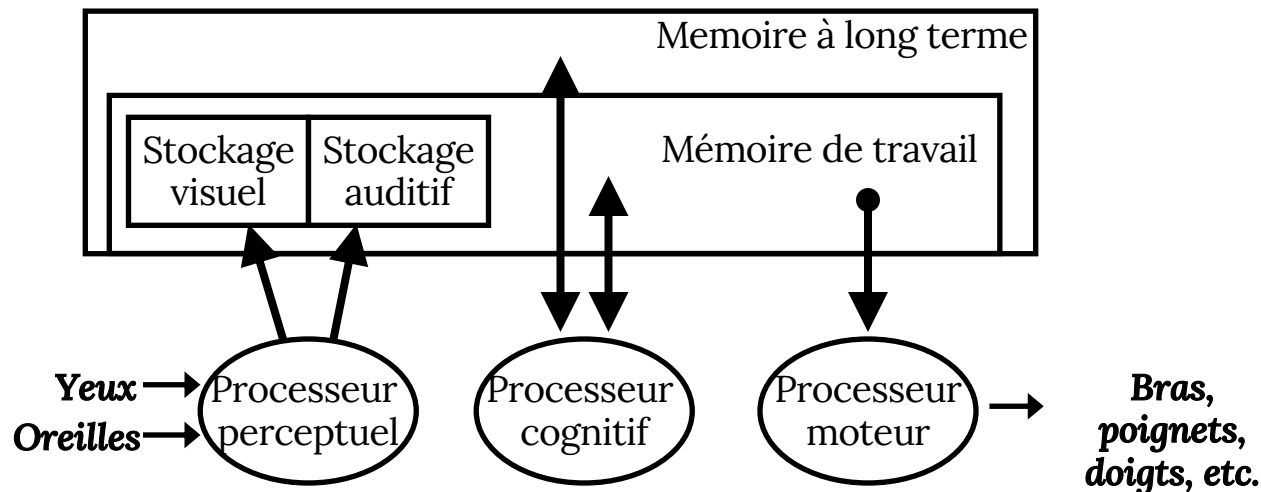 Memoire à long terme
Stockage
visuel
Stockage
auditif
Mémoire de travail
Yeux
Oreilles
Processeur
perceptuel
Processeur
cognitif
Processeur
moteur
Bras,
poignets,
doigts, etc.